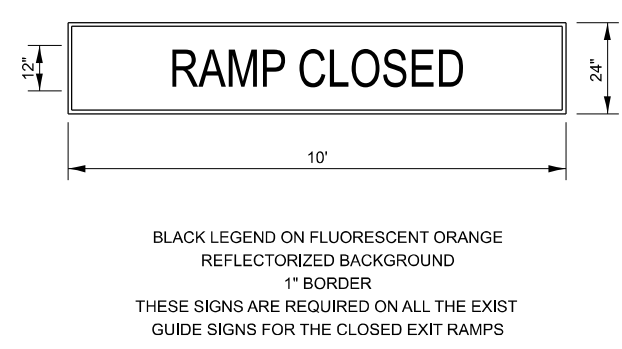 RAMP CLOSED
12"
24"
10'
BLACK LEGEND ON FLUORESCENT ORANGE
REFLECTORIZED BACKGROUND
1" BORDER
THESE SIGNS ARE REQUIRED ON ALL THE EXIST
GUIDE SIGNS FOR THE CLOSED EXIT RAMPS